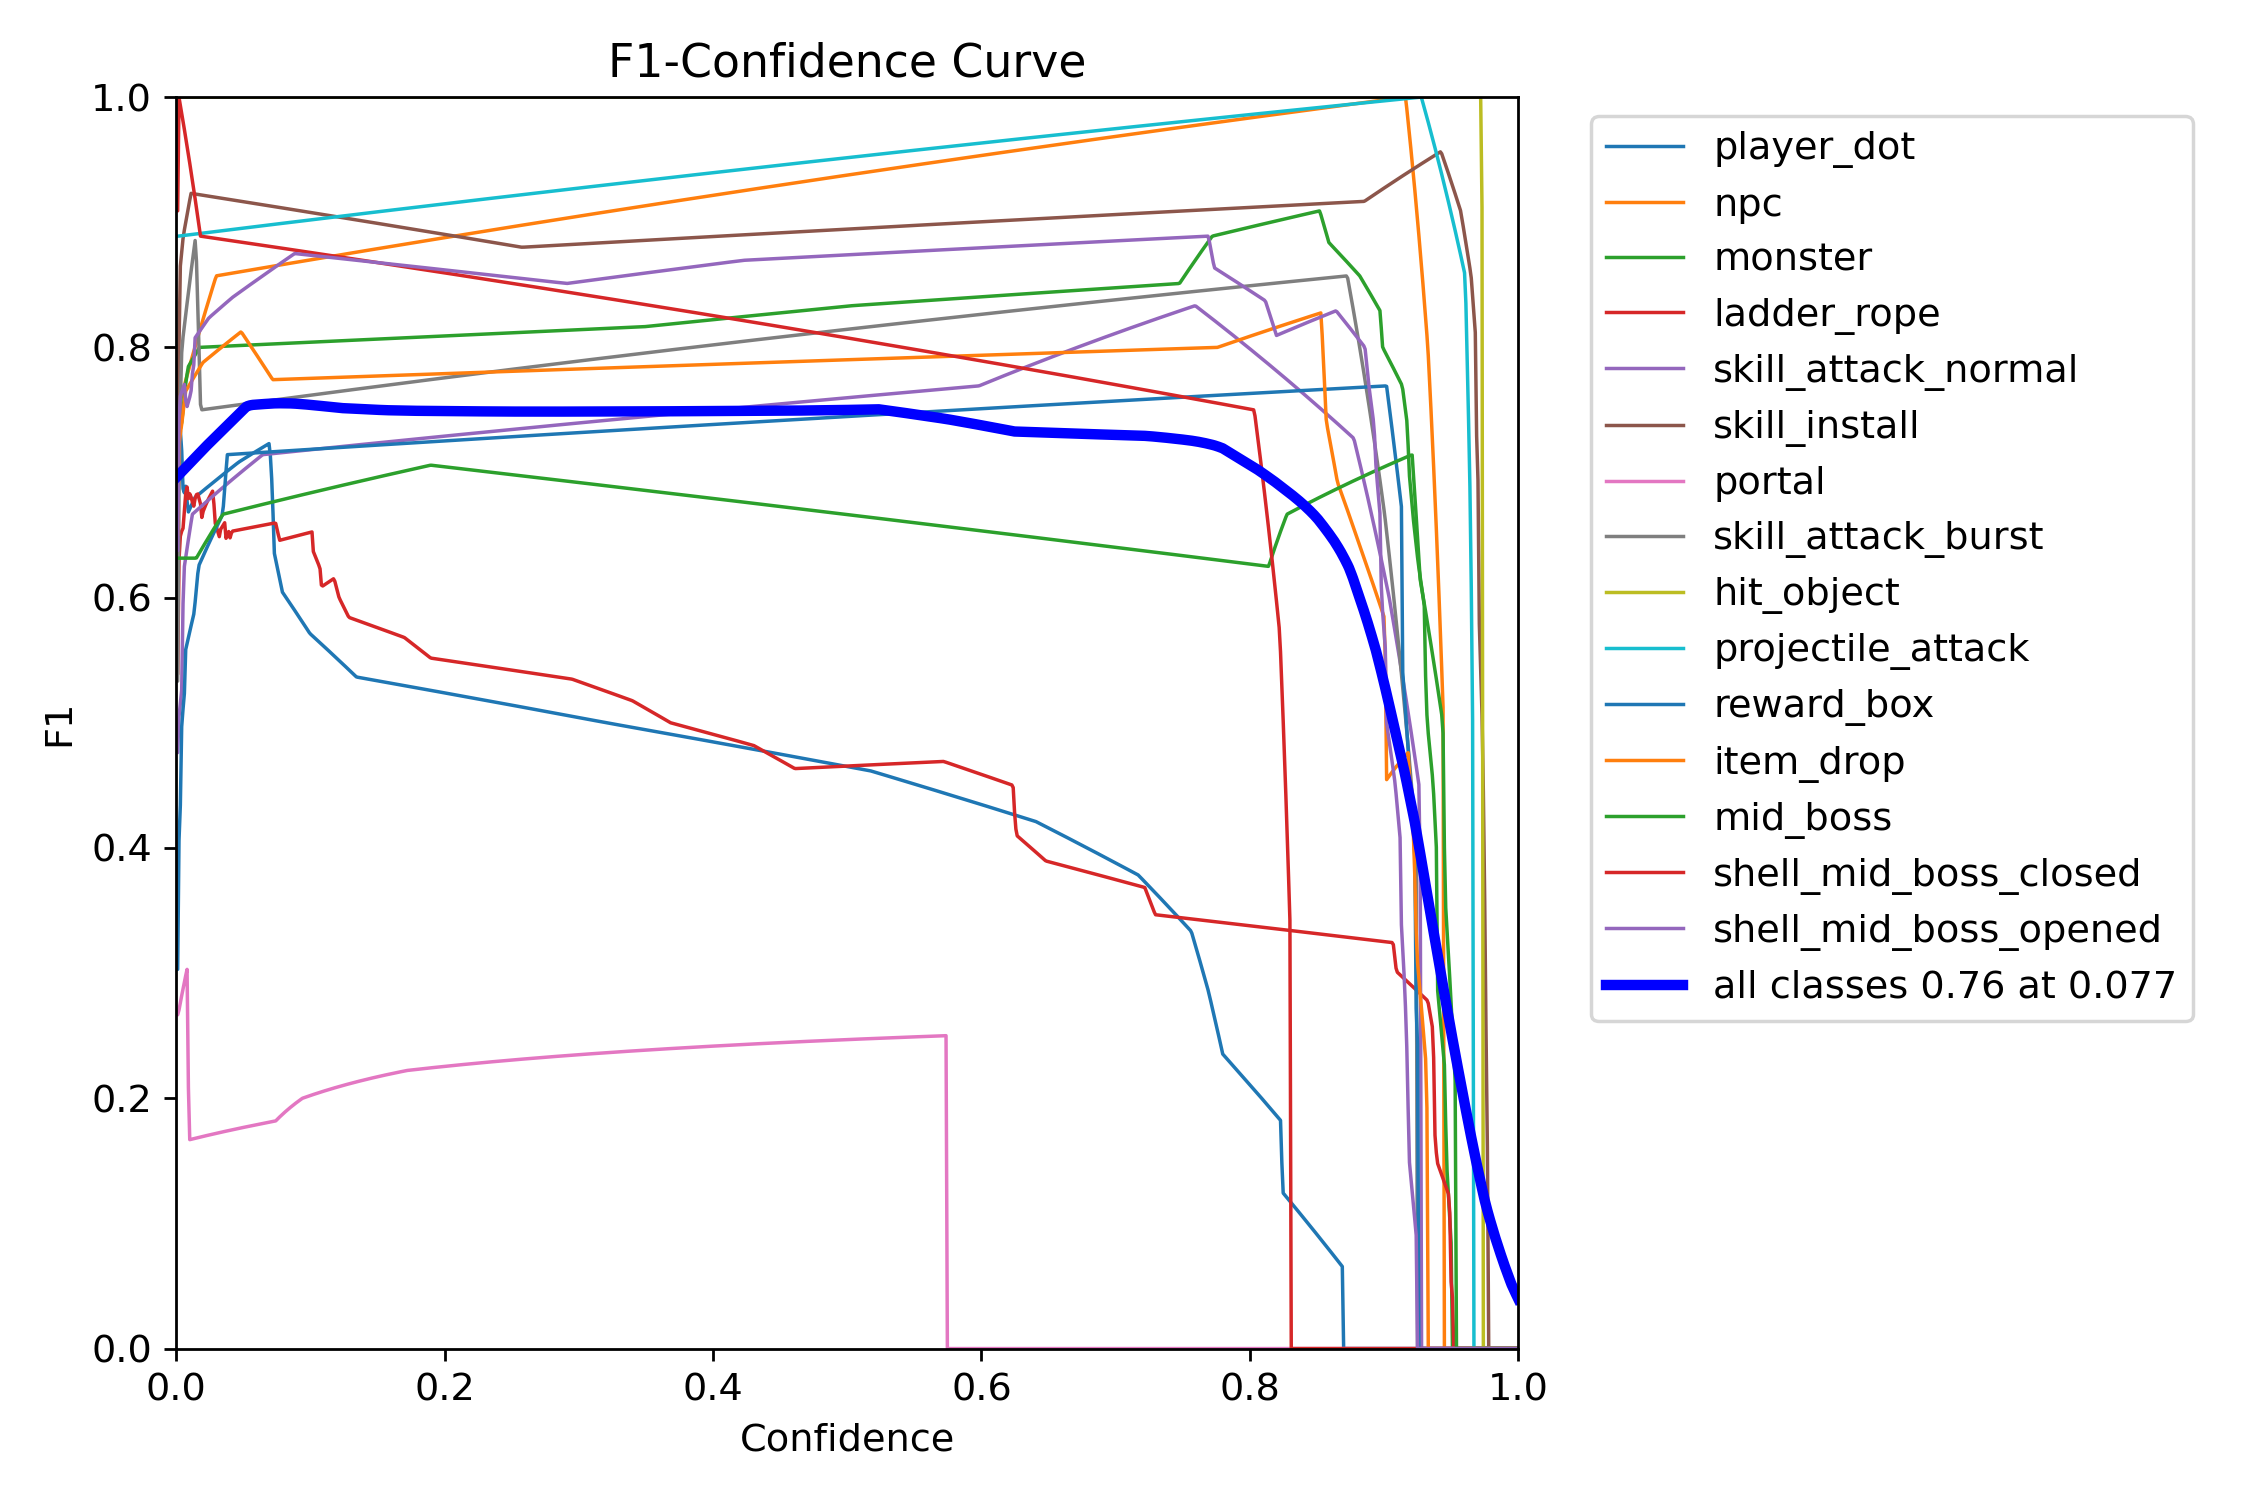 F1-Confidence Curve
1.0
0.8
0.6
0.4
0.2
0.0
F1
0.0 0.2 0.4 0.6 0.8 1.0
Confidence
player_dot
npc
monster
ladder_rope
skill_attack_normal
skill_install
portal
skill_attack_burst
hit_object
projectile_attack
reward_box
item_drop
mid_boss
shell_mid_boss_closed
shell_mid_boss_opened
all classes 0.76 at 0.077